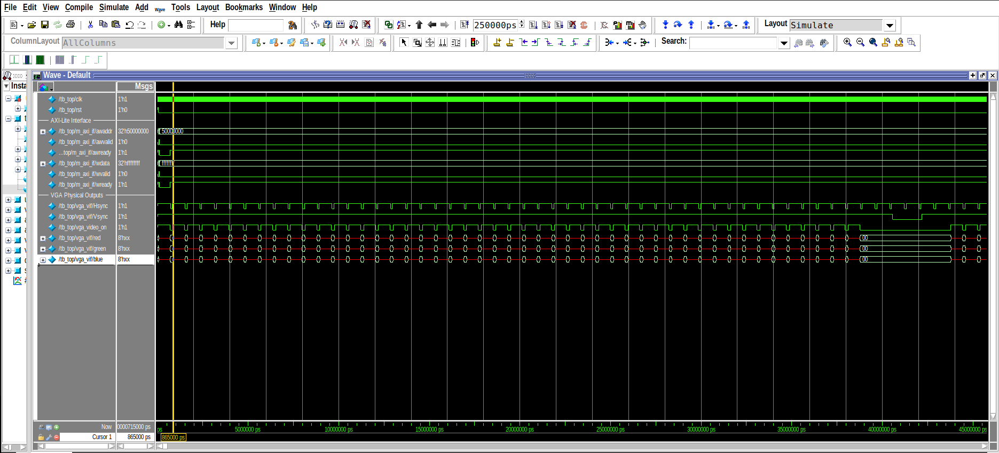 File Edit View Compile Simulate Add Wave Tools Layout Bookmarks Window Help
Help 250000ps Layout Simulate
ColumnLayout AllColumns Search:
Wave - Default
Insta
Msgs
/tb_top/clk 1'h1
/tb_top/rst 1'h0
AXI-Lite Interface
/tb_top/m_axi_if/awaddr 32'h50000000 50000000
/tb_top/m_axi_if/awvalid 1'h0
...top/m_axi_if/awready 1'h1
/tb_top/m_axi_if/wdata 32'hffffffff ffffffff
/tb_top/m_axi_if/wvalid 1'h0
/tb_top/m_axi_if/wready 1'h1
VGA Physical Outputs
/tb_top/vga_vif/Hsync 1'h1
/tb_top/vga_vif/Vsync 1'h1
/tb_top/vga_video_on 1'h1
/tb_top/vga_vif/red 8'hxx 00
/tb_top/vga_vif/green 8'hxx 00
/tb_top/vga_vif/blue 8'hxx 00
Now 0000715000 ps ps 5000000 ps 10000000 ps 15000000 ps 20000000 ps 25000000 ps 30000000 ps 35000000 ps 40000000 ps 45000000 ps
Cursor 1 865000 ps 865000 ps